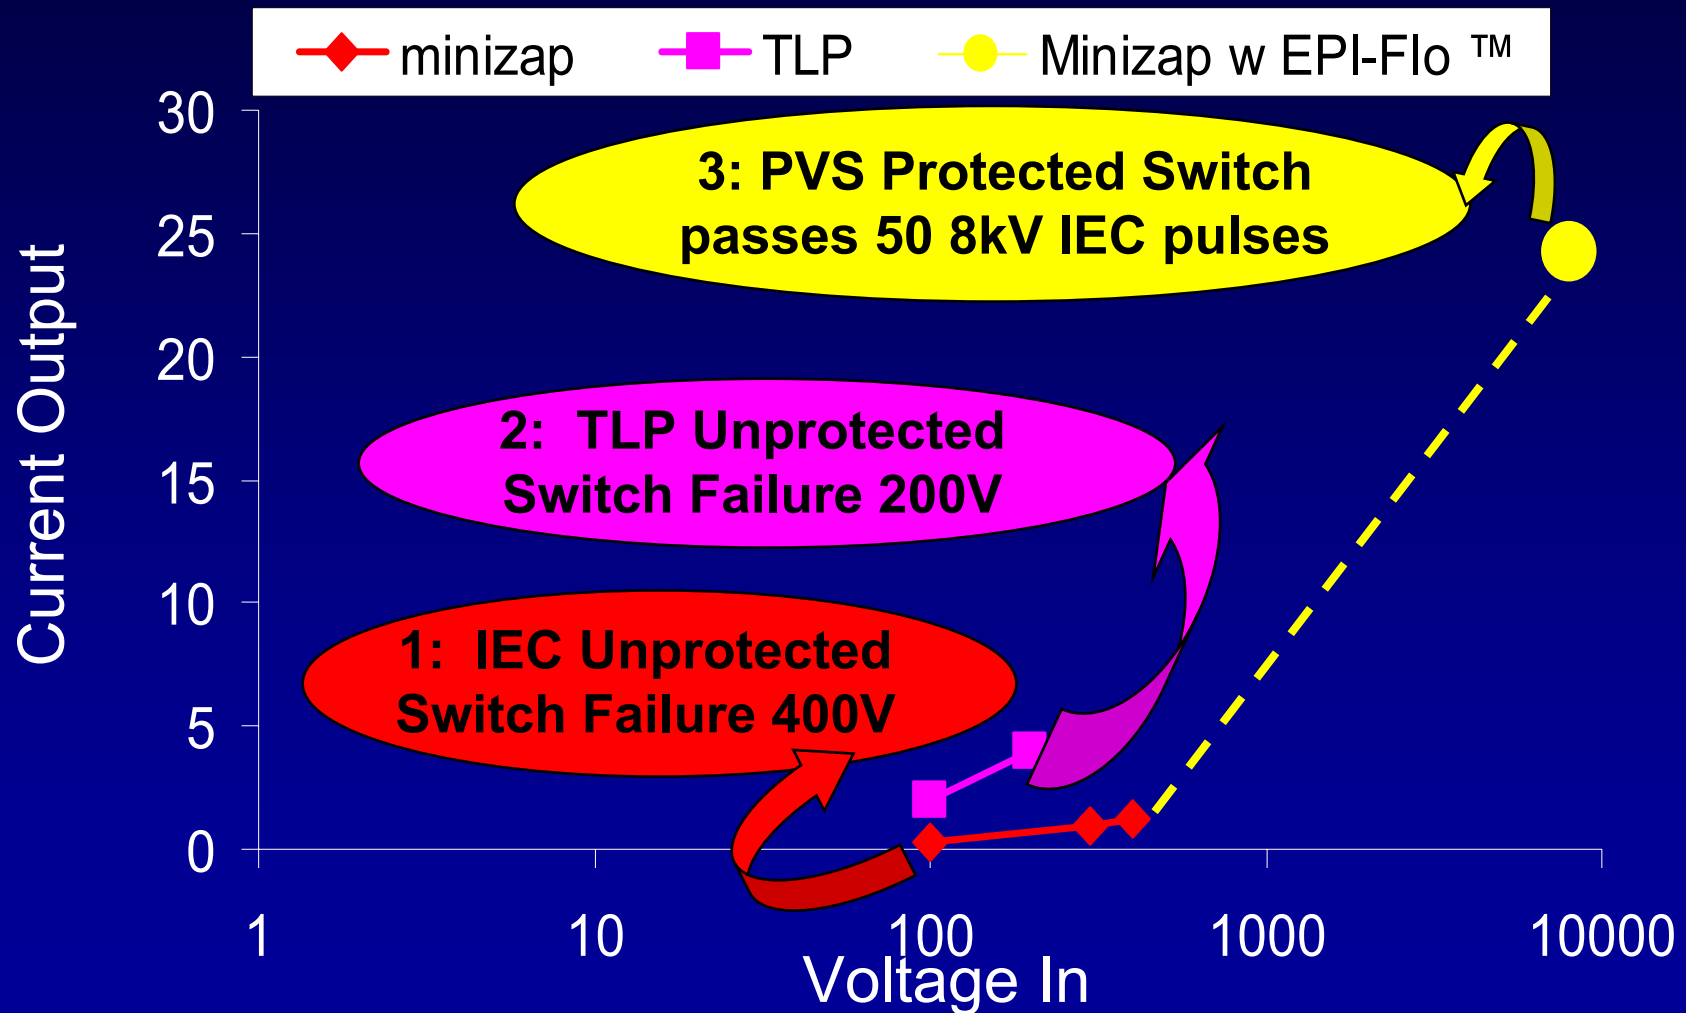 minizap TLP Minizap w EPI-Flo ™
30
25
20
15
10
5
0
Current Output
3: PVS Protected Switch
passes 50 8kV IEC pulses
2: TLP Unprotected
Switch Failure 200V
1: IEC Unprotected
Switch Failure 400V
1 10 100 1000 10000
Voltage In